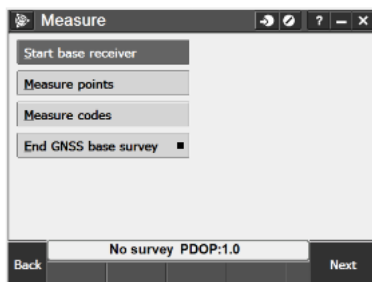 Measure
? – ×
Start base receiver
Measure points
Measure codes
End GNSS base survey
No survey PDOP:1.0
Back
Next